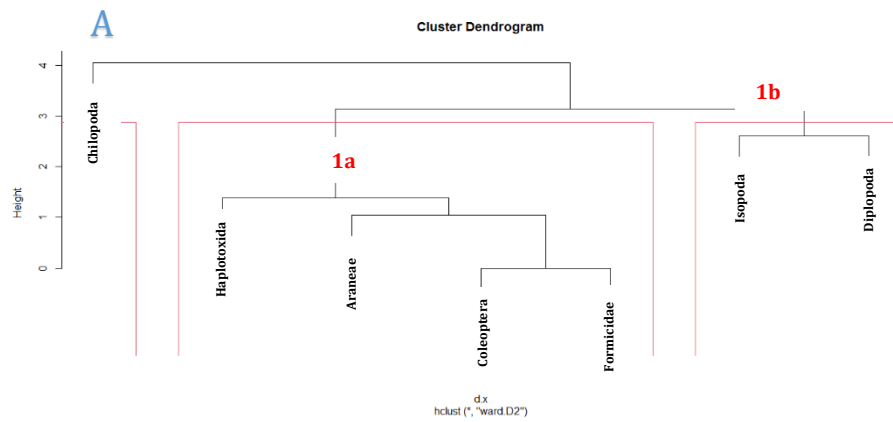 A
Cluster Dendrogram
Height
4
3
2
1
0
1b
1a
Chilopoda
Haplotoxida
Araneae
Coleoptera
Formicidae
Isopoda
Diplopoda
d.x
hclust (*, "ward.D2")